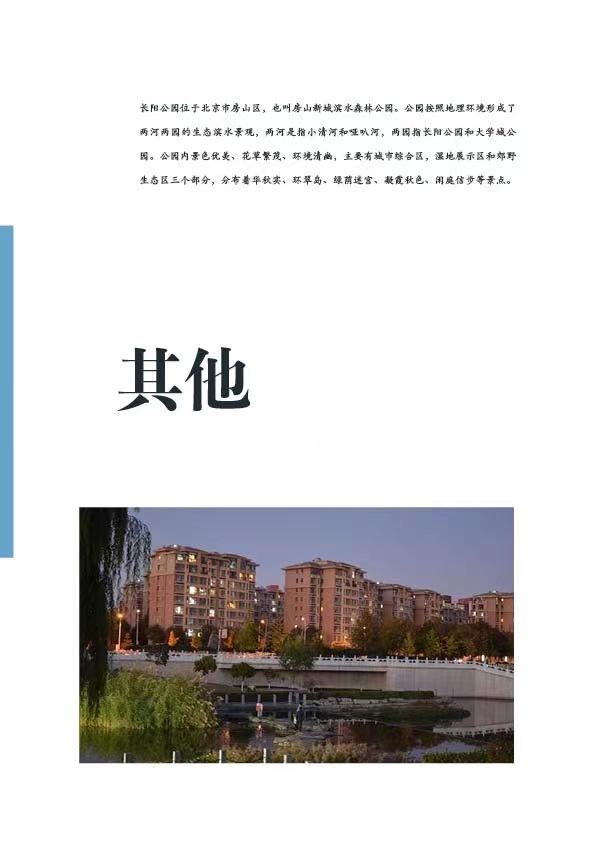 长阳公园位于北京市房山区，也叫房山新城滨水森林公园。公园按照地理环境形成了
两河两园的生态滨水景观，两河是指小清河和哑叭河，两园指长阳公园和大学城公
园。公园内景色优美、花草繁茂、环境清幽，主要有城市综合区，湿地展示区和郊野
生态区三个部分，分布着华秋实、环翠岛、绿荫迷宫、凝霞秋色、闲庭信步等景点。
其他